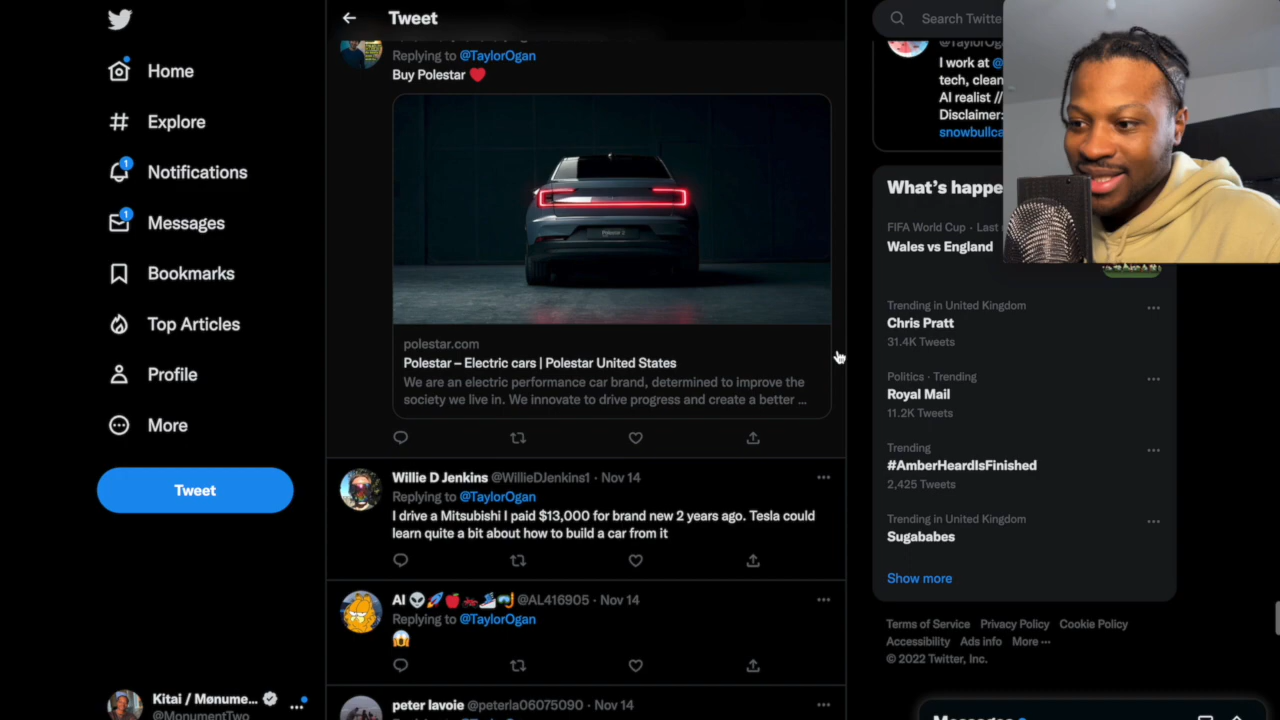 Home
Explore
1
Notifications
1
Messages
Bookmarks
Top Articles
Profile
More
Tweet
Kitai / Mønume...
@MonumentTwo
Tweet
Replying to @TaylorOgan
Buy Polestar ❤️
Polestar 2
polestar.com
Polestar – Electric cars | Polestar United States
We are an electric performance car brand, determined to improve the
society we live in. We innovate to drive progress and create a better ...
Willie D Jenkins @WillieDJenkins1 · Nov 14
Replying to @TaylorOgan
I drive a Mitsubishi I paid $13,000 for brand new 2 years ago. Tesla could
learn quite a bit about how to build a car from it
AI 👽🚀🍎🦐⛸🤿 @AL416905 · Nov 14
Replying to @TaylorOgan
😱
peter lavoie @peterla06075090 · Nov 14
Search Twitte
@TaylorOg
I work at @
tech, clean
AI realist //
Disclaimer:
snowbullca
What's happe
FIFA World Cup · Last
Wales vs England
Trending in United Kingdom
Chris Pratt
31.4K Tweets
Politics · Trending
Royal Mail
11.2K Tweets
Trending
#AmberHeardIsFinished
2,425 Tweets
Trending in United Kingdom
Sugababes
Show more
Terms of Service Privacy Policy Cookie Policy
Accessibility Ads info More ···
© 2022 Twitter, Inc.
Messages